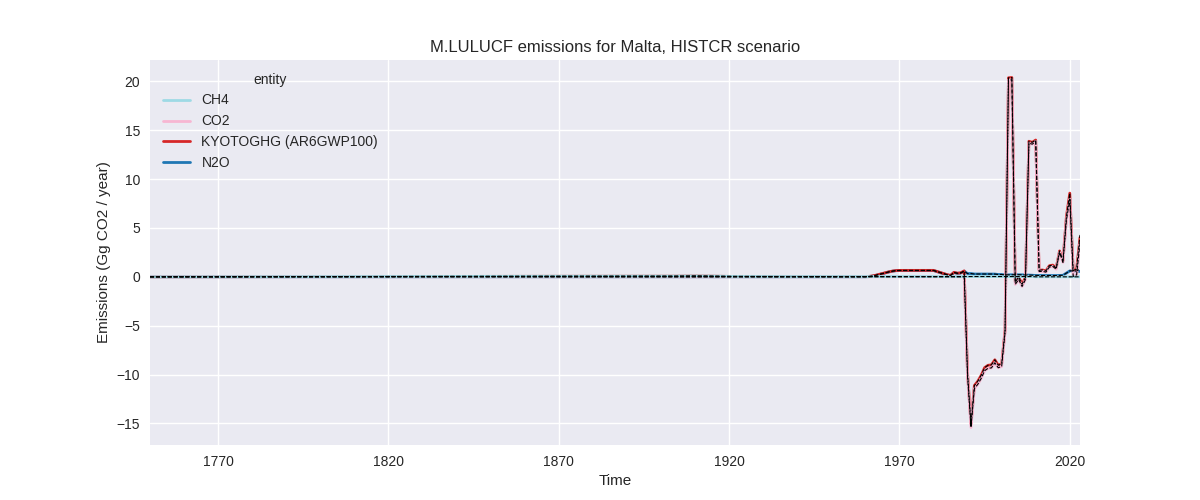 M.LULUCF emissions for Malta, HISTCR scenario
20
15
10
5
0
−5
−10
−15
Emissions (Gg CO2 / year)
entity
CH4
CO2
KYOTOGHG (AR6GWP100)
N2O
1770
1820
1870
1920
1970
2020
Time